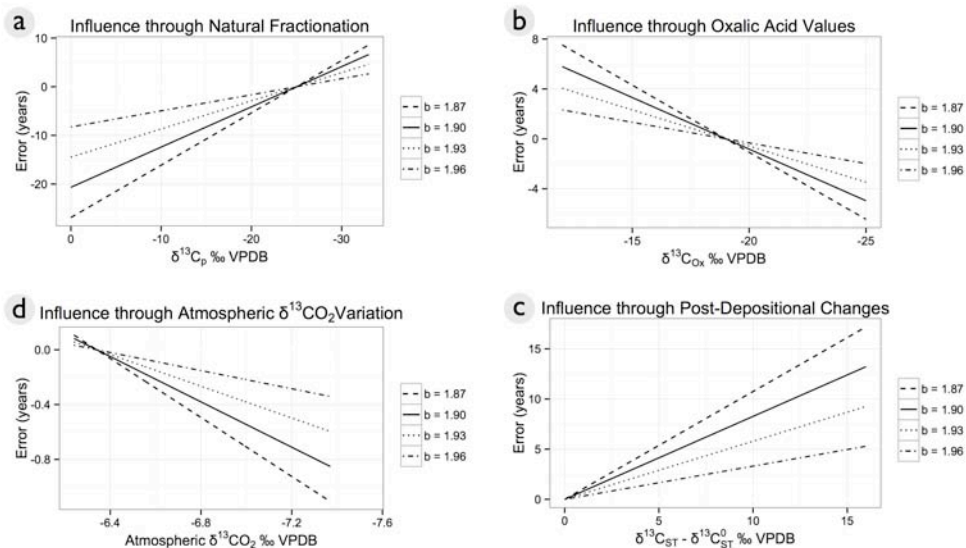 a
Influence through Natural Fractionation
10
0
-10
-20
Error (years)
0 -10 -20 -30
δ¹³Cₚ ‰ VPDB
b = 1.87
b = 1.90
b = 1.93
b = 1.96
b
Influence through Oxalic Acid Values
8
4
0
-4
Error (years)
-15 -20 -25
δ¹³C_Ox ‰ VPDB
b = 1.87
b = 1.90
b = 1.93
b = 1.96
d
Influence through Atmospheric δ¹³CO₂Variation
0.0
-0.4
-0.8
Error (years)
-6.4 -6.8 -7.2 -7.6
Atmospheric δ¹³CO₂ ‰ VPDB
b = 1.87
b = 1.90
b = 1.93
b = 1.96
c
Influence through Post-Depositional Changes
15
10
5
0
Error (years)
0 5 10 15
δ¹³C_ST - δ¹³C⁰_ST ‰ VPDB
b = 1.87
b = 1.90
b = 1.93
b = 1.96